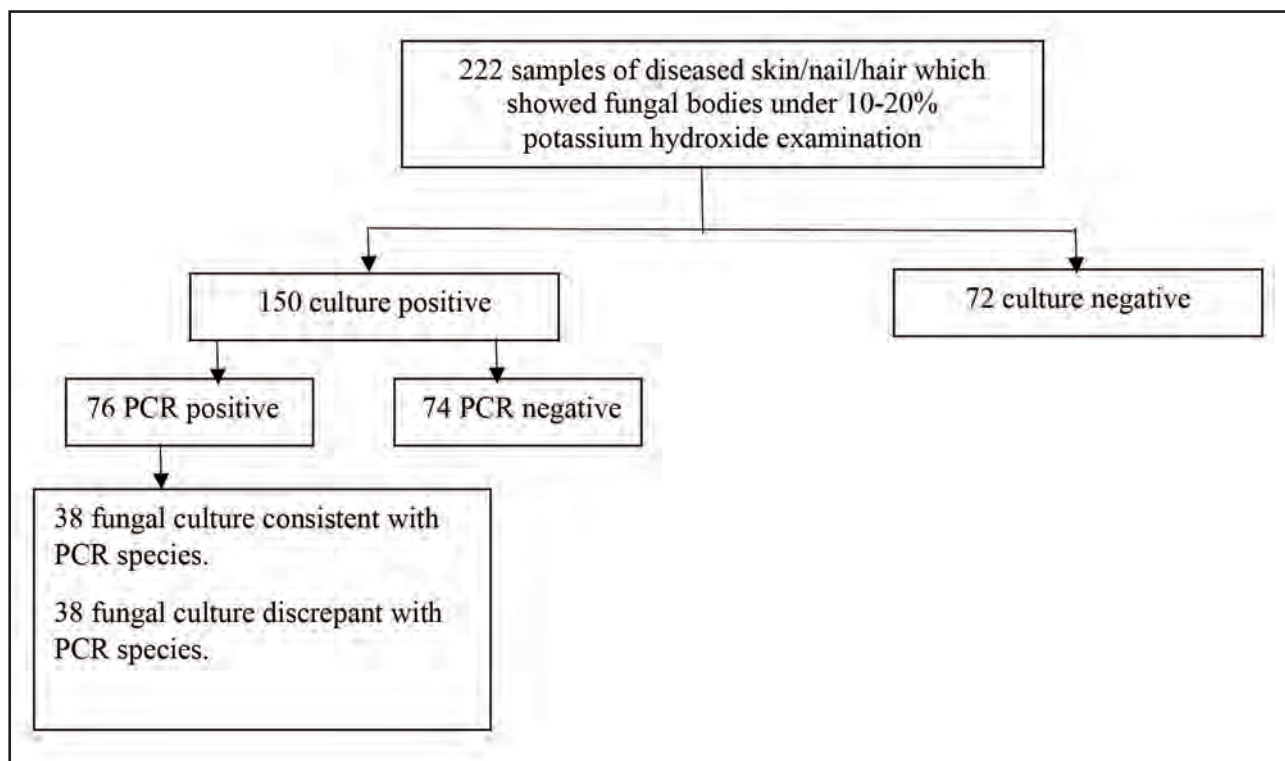 222 samples of diseased skin/nail/hair which
showed fungal bodies under 10-20%
potassium hydroxide examination
150 culture positive
72 culture negative
76 PCR positive
74 PCR negative
38 fungal culture consistent with
PCR species.
38 fungal culture discrepant with
PCR species.